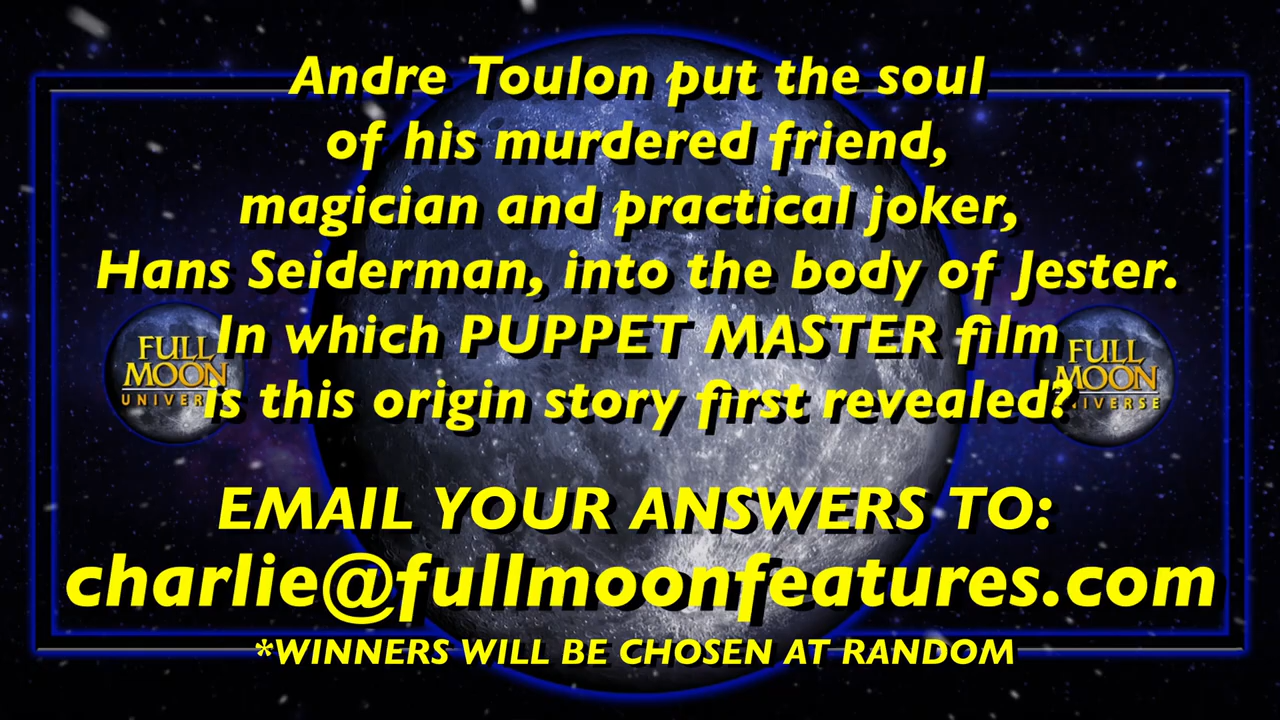 Andre Toulon put the soul
of his murdered friend,
magician and practical joker,
Hans Seiderman, into the body of Jester.
In which PUPPET MASTER film
is this origin story first revealed?
FULL
MOON
UNIVERSE
FULL
MOON
UNIVERSE
EMAIL YOUR ANSWERS TO:
charlie@fullmoonfeatures.com
*WINNERS WILL BE CHOSEN AT RANDOM